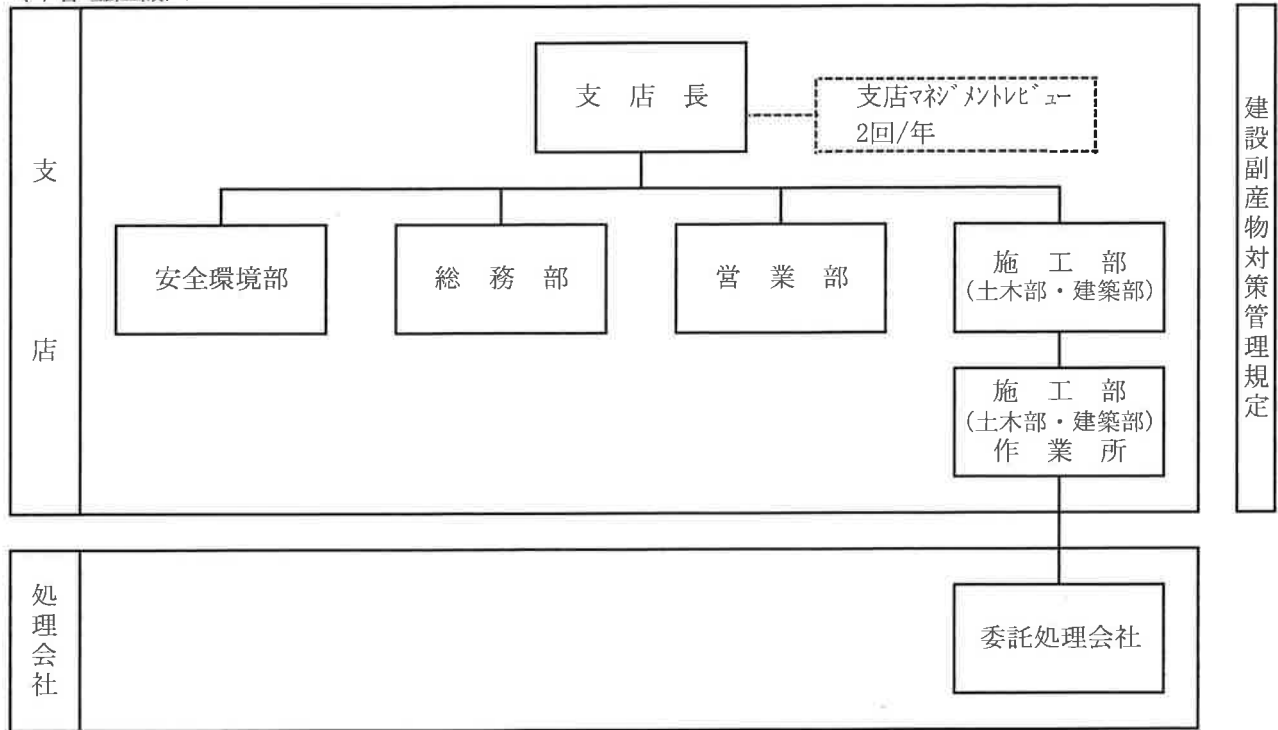 支店長
支店マネジメントレビュー
2回/年
支店
安全環境部
総務部
営業部
施工部
(土木部・建築部)
施工部
(土木部・建築部)
作業所
建設副産物対策管理規定
処理会社
委託処理会社